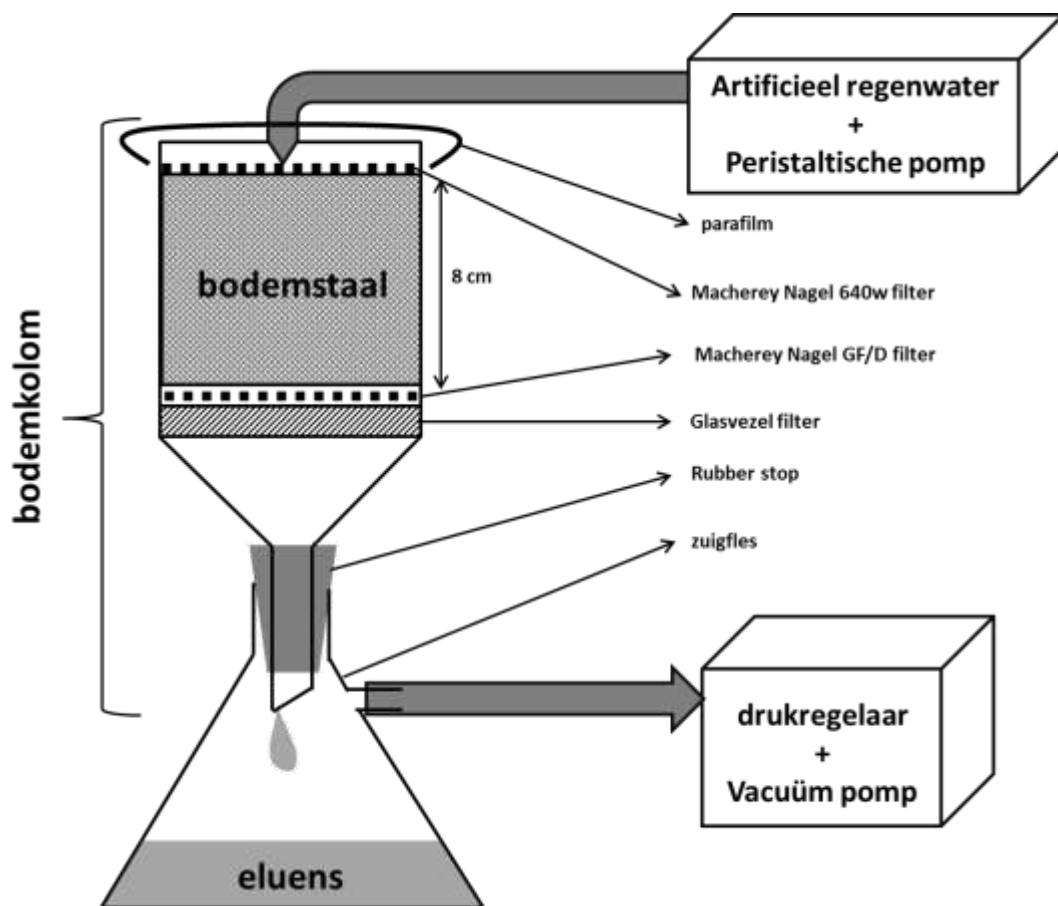 Artificieel regenwater
+
Peristaltische pomp
parafilm
bodemstaal
8 cm
Macherey Nagel 640w filter
Macherey Nagel GF/D filter
Glasvezel filter
bodemkolom
Rubber stop
zuigfles
drukregelaar
+
Vacuüm pomp
eluens